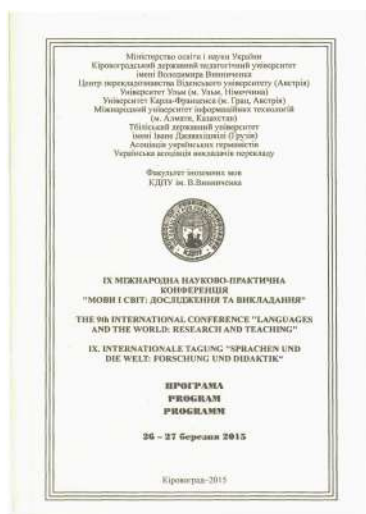 Міністерство освіти і науки України
Кіровоградський державний педагогічний університет
імені Володимира Винниченка
Центр перекладознавства Віденського університету (Австрія)
Університет Ульм (м. Ульм, Німеччина)
Університет Карла-Франценса (м. Грац, Австрія)
Міжнародний університет інформаційних технологій
(м. Алмати, Казахстан)
Тбіліський державний університет
імені Іване Джавахішвілі (Грузія)
Асоціація українських германістів
Українська асоціація викладачів перекладу
Факультет іноземних мов
КДПУ ім. В.Винниченка
КДПУ
IX МІЖНАРОДНА НАУКОВО-ПРАКТИЧНА
КОНФЕРЕНЦІЯ
"МОВИ І СВІТ: ДОСЛІДЖЕННЯ ТА ВИКЛАДАННЯ"
THE 9th INTERNATIONAL CONFERENCE "LANGUAGES
AND THE WORLD: RESEARCH AND TEACHING"
IX. INTERNATIONALE TAGUNG "SPRACHEN UND
DIE WELT: FORSCHUNG UND DIDAKTIK"
ПРОГРАМА
PROGRAM
PROGRAMM
26 – 27 березня 2015
Кіровоград–2015